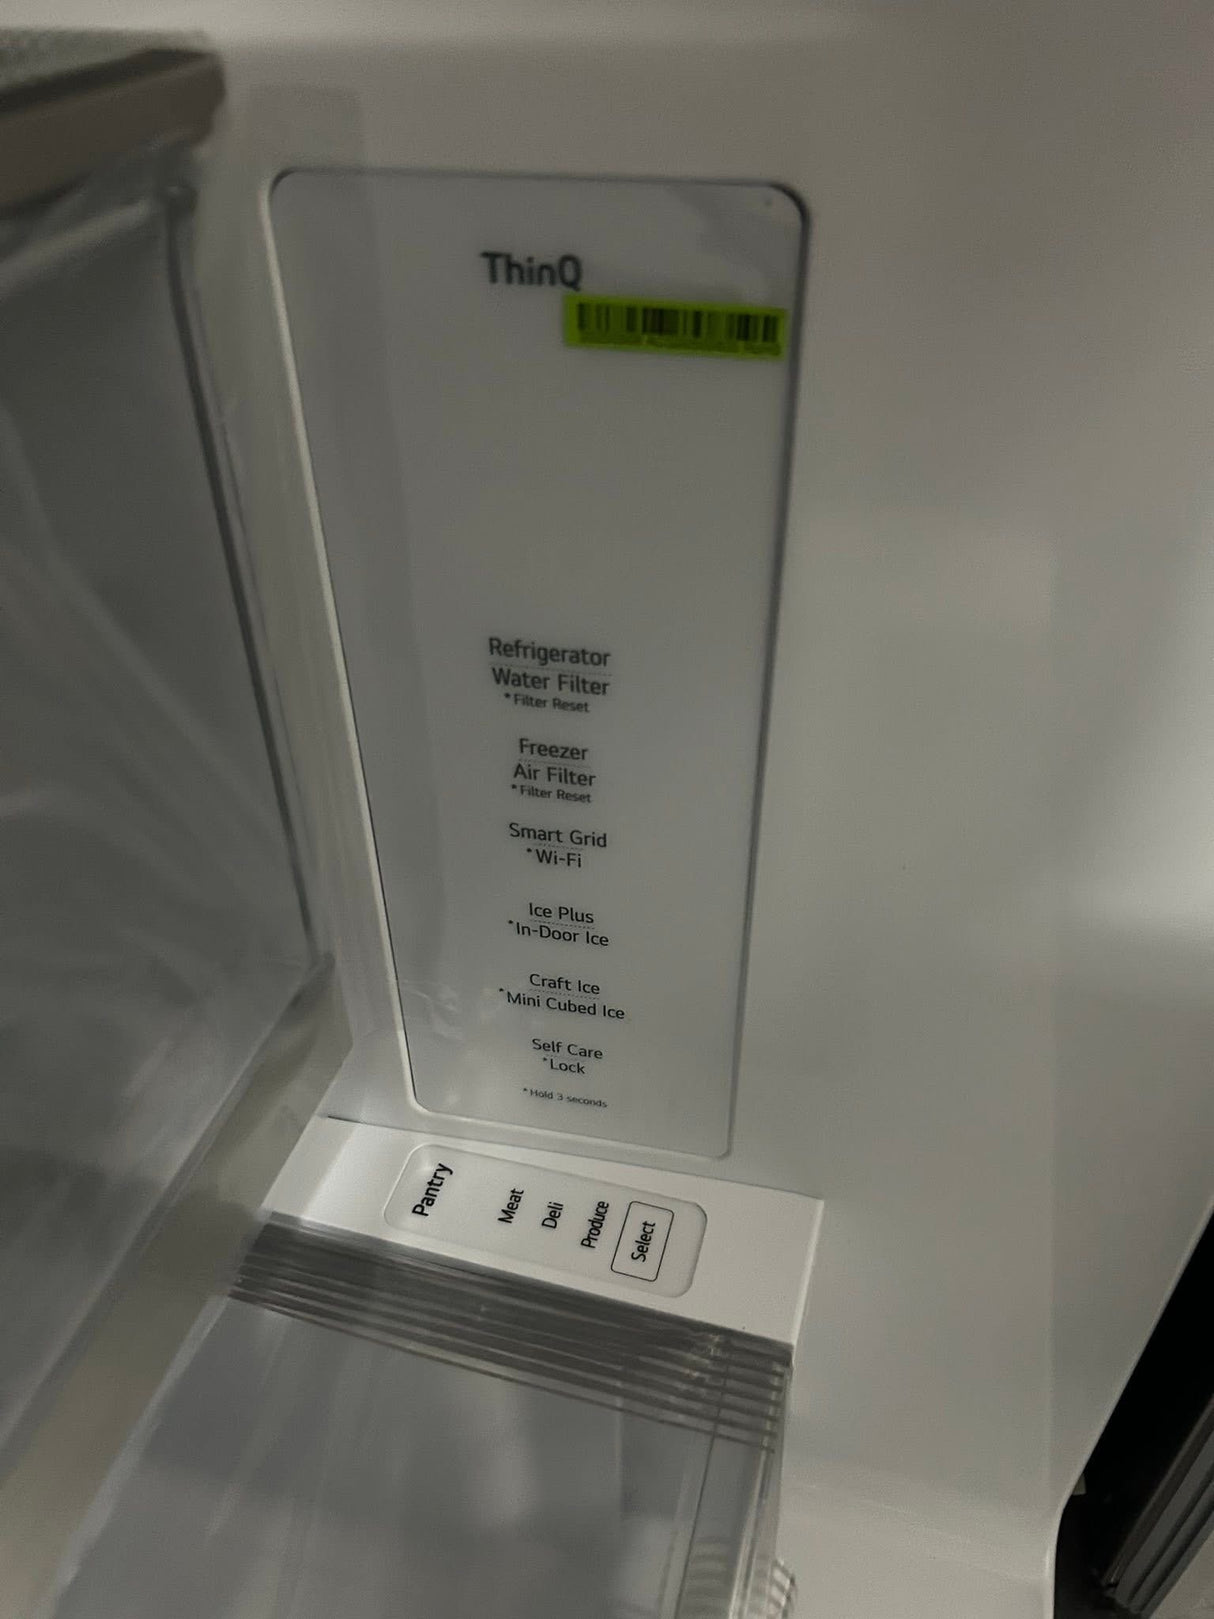 ThinQ
Refrigerator
Water Filter
* Filter Reset
Freezer
Air Filter
* Filter Reset
Smart Grid
* Wi-Fi
Ice Plus
* In-Door Ice
Craft Ice
* Mini Cubed Ice
Self Care
* Lock
* Hold 3 seconds
Pantry
Meat
Deli
Produce
Select